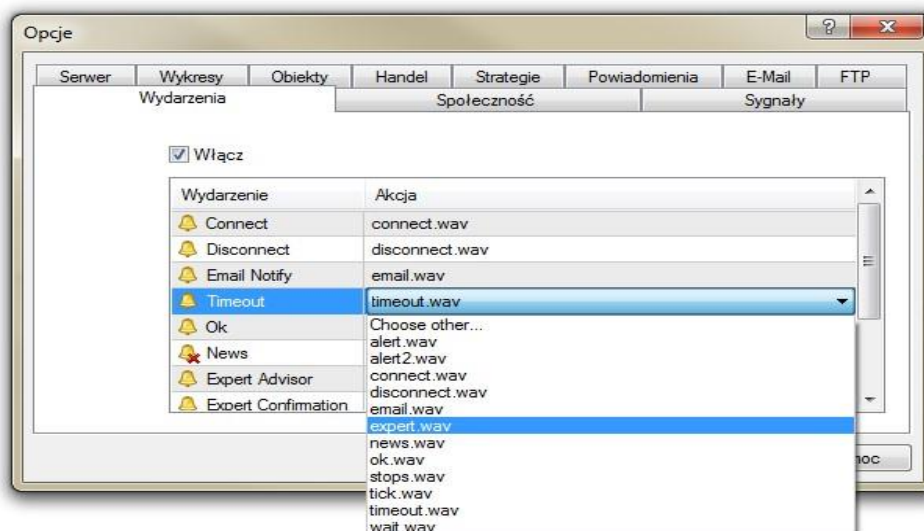 Opcje
Serwer Wykresy Obiekty Handel Strategie Powiadomienia E-Mail FTP
Wydarzenia Społeczność Sygnały
Włącz
Wydarzenie Akcja
Connect connect.wav
Disconnect disconnect.wav
Email Notify email.wav
Timeout timeout.wav
Ok
News
Expert Advisor
Expert Confirmation
Choose other...
alert.wav
alert2.wav
connect.wav
disconnect.wav
email.wav
expert.wav
news.wav
ok.wav
stops.wav
tick.wav
timeout.wav
wait.wav